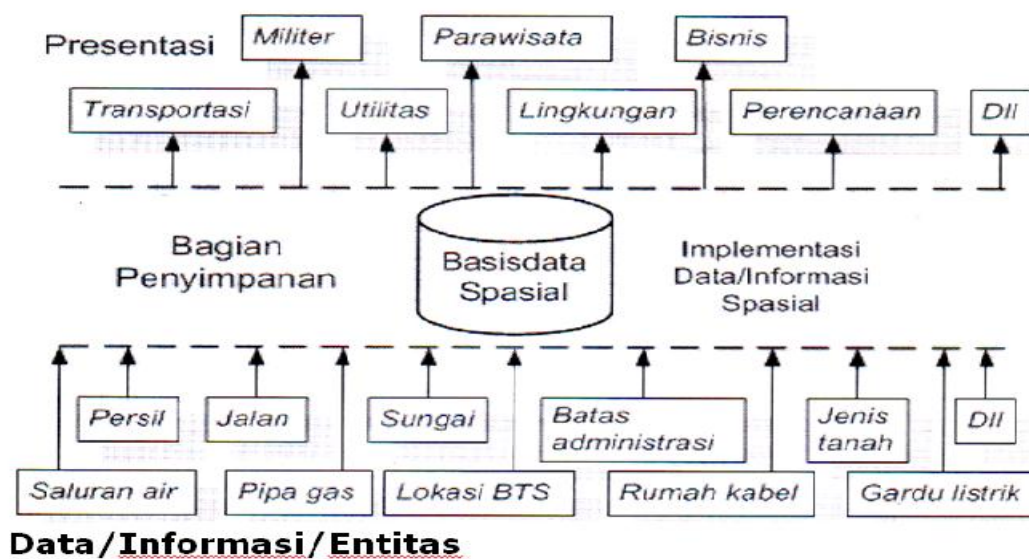 Presentasi
Militer
Parawisata
Bisnis
Transportasi
Utilitas
Lingkungan
Perencanaan
Dll
Bagian
Penyimpanan
Basisdata
Spasial
Implementasi
Data/Informasi
Spasial
Persil
Jalan
Sungai
Batas
administrasi
Jenis
tanah
Dll
Saluran air
Pipa gas
Lokasi BTS
Rumah kabel
Gardu listrik
Data/Informasi/Entitas